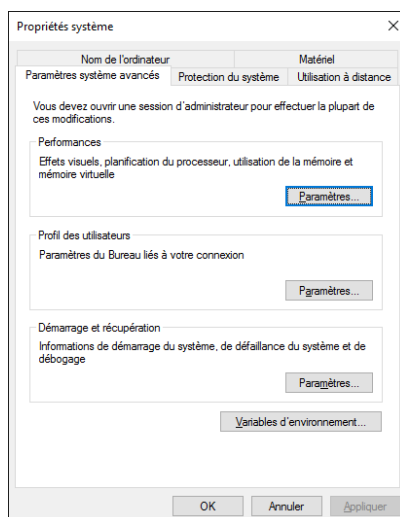 Propriétés système
Nom de l'ordinateur
Matériel
Paramètres système avancés
Protection du système
Utilisation à distance
Vous devez ouvrir une session d'administrateur pour effectuer la plupart de
ces modifications.
Performances
Effets visuels, planification du processeur, utilisation de la mémoire et
mémoire virtuelle
Paramètres...
Profil des utilisateurs
Paramètres du Bureau liés à votre connexion
Paramètres...
Démarrage et récupération
Informations de démarrage du système, de défaillance du système et de
débogage
Paramètres...
Variables d'environnement...
OK
Annuler
Appliquer